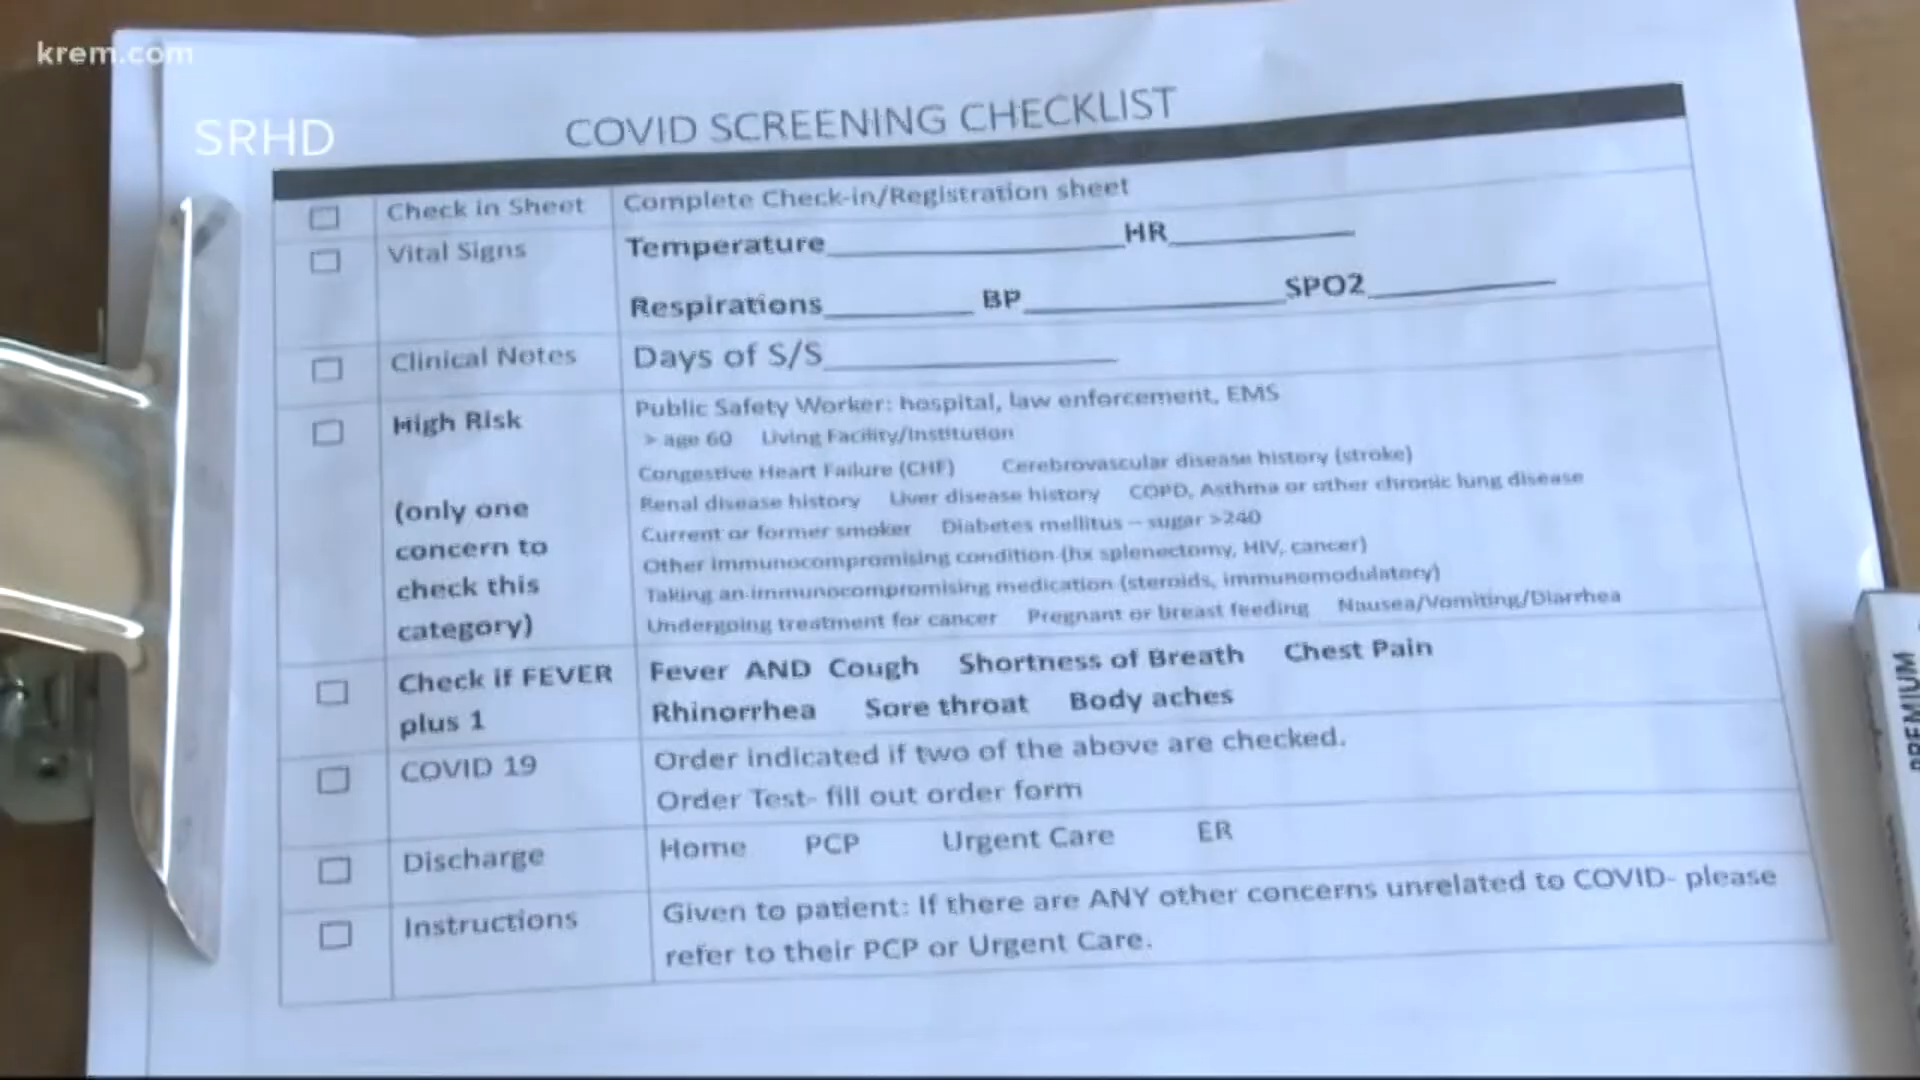 krem.com
SRHD
COVID SCREENING CHECKLIST
Check in Sheet Complete Check-in/Registration sheet
Vital Signs Temperature____________________HR____________
Respirations__________ BP__________________SPO2____________
Clinical Notes Days of S/S____________________
High Risk Public Safety Worker: hospital, law enforcement, EMS
> age 60 Living Facility/Institution
Congestive Heart Failure (CHF) Cerebrovascular disease history (stroke)
(only one Renal disease history Liver disease history COPD, Asthma or other chronic lung disease
concern to Current or former smoker Diabetes mellitus – sugar >240
check this Other immunocompromising condition (hx splenectomy, HIV, cancer)
category) Taking an immunocompromising medication (steroids, immunomodulatory)
Undergoing treatment for cancer Pregnant or breast feeding Nausea/Vomiting/Diarrhea
Check if FEVER Fever AND Cough Shortness of Breath Chest Pain
plus 1 Rhinorrhea Sore throat Body aches
COVID 19 Order indicated if two of the above are checked.
Order Test- fill out order form
Discharge Home PCP Urgent Care ER
Instructions Given to patient: If there are ANY other concerns unrelated to COVID- please
refer to their PCP or Urgent Care.
PREMIUM